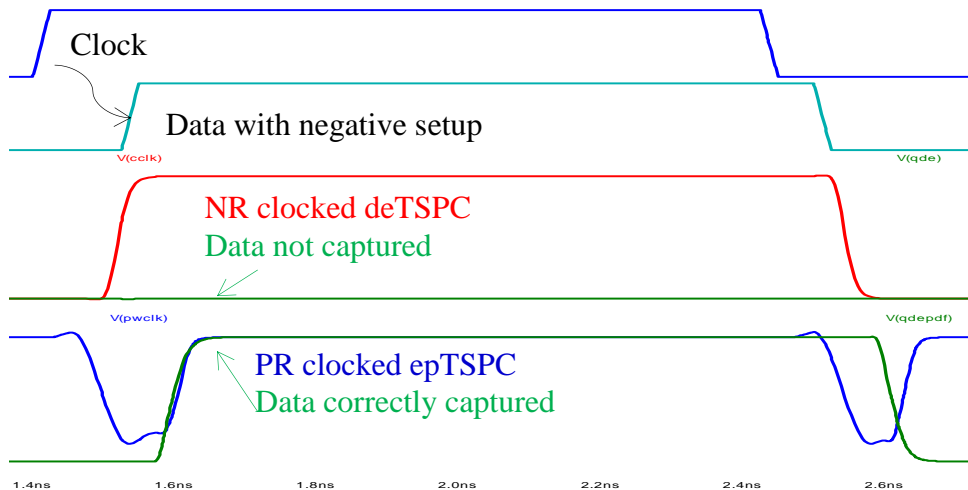 Clock
Data with negative setup
V(cclk) V(qde)
NR clocked deTSPC
Data not captured
V(pwclk) V(qdepdf)
PR clocked epTSPC
Data correctly captured
1.4ns 1.6ns 1.8ns 2.0ns 2.2ns 2.4ns 2.6ns